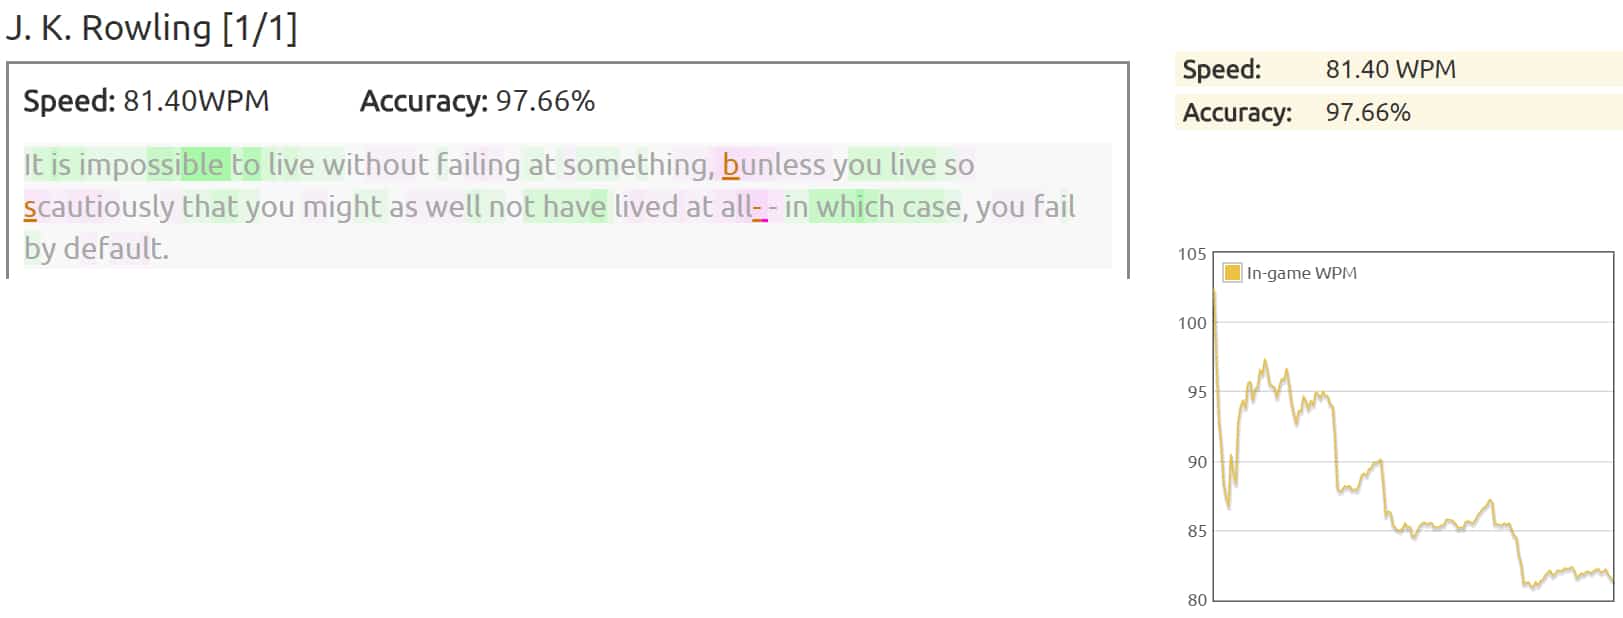 J. K. Rowling [1/1]
Speed: 81.40WPM Accuracy: 97.66%
It is impossible to live without failing at something, bunless you live so
scautiously that you might as well not have lived at all-- in which case, you fail
by default.
Speed: 81.40 WPM
Accuracy: 97.66%
105
In-game WPM
100
95
90
85
80